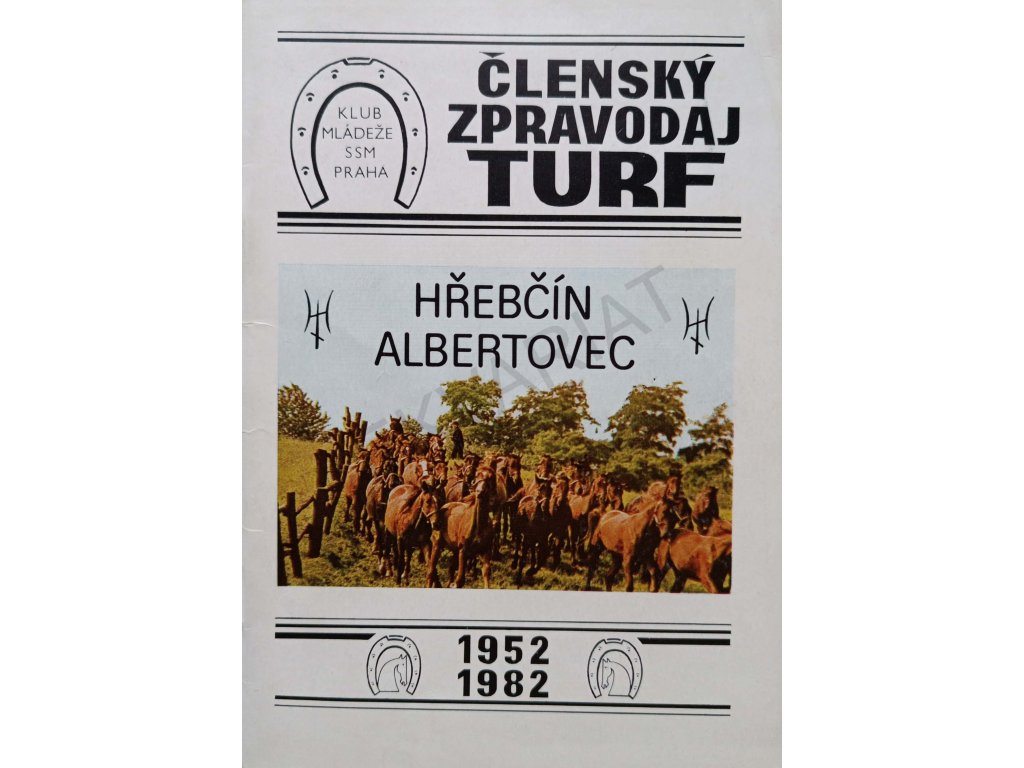 KLUB
MLÁDEŽE
SSM
PRAHA
ČLENSKÝ
ZPRAVODAJ
TURF
HŘEBČÍN
ALBERTOVEC
1952
1982